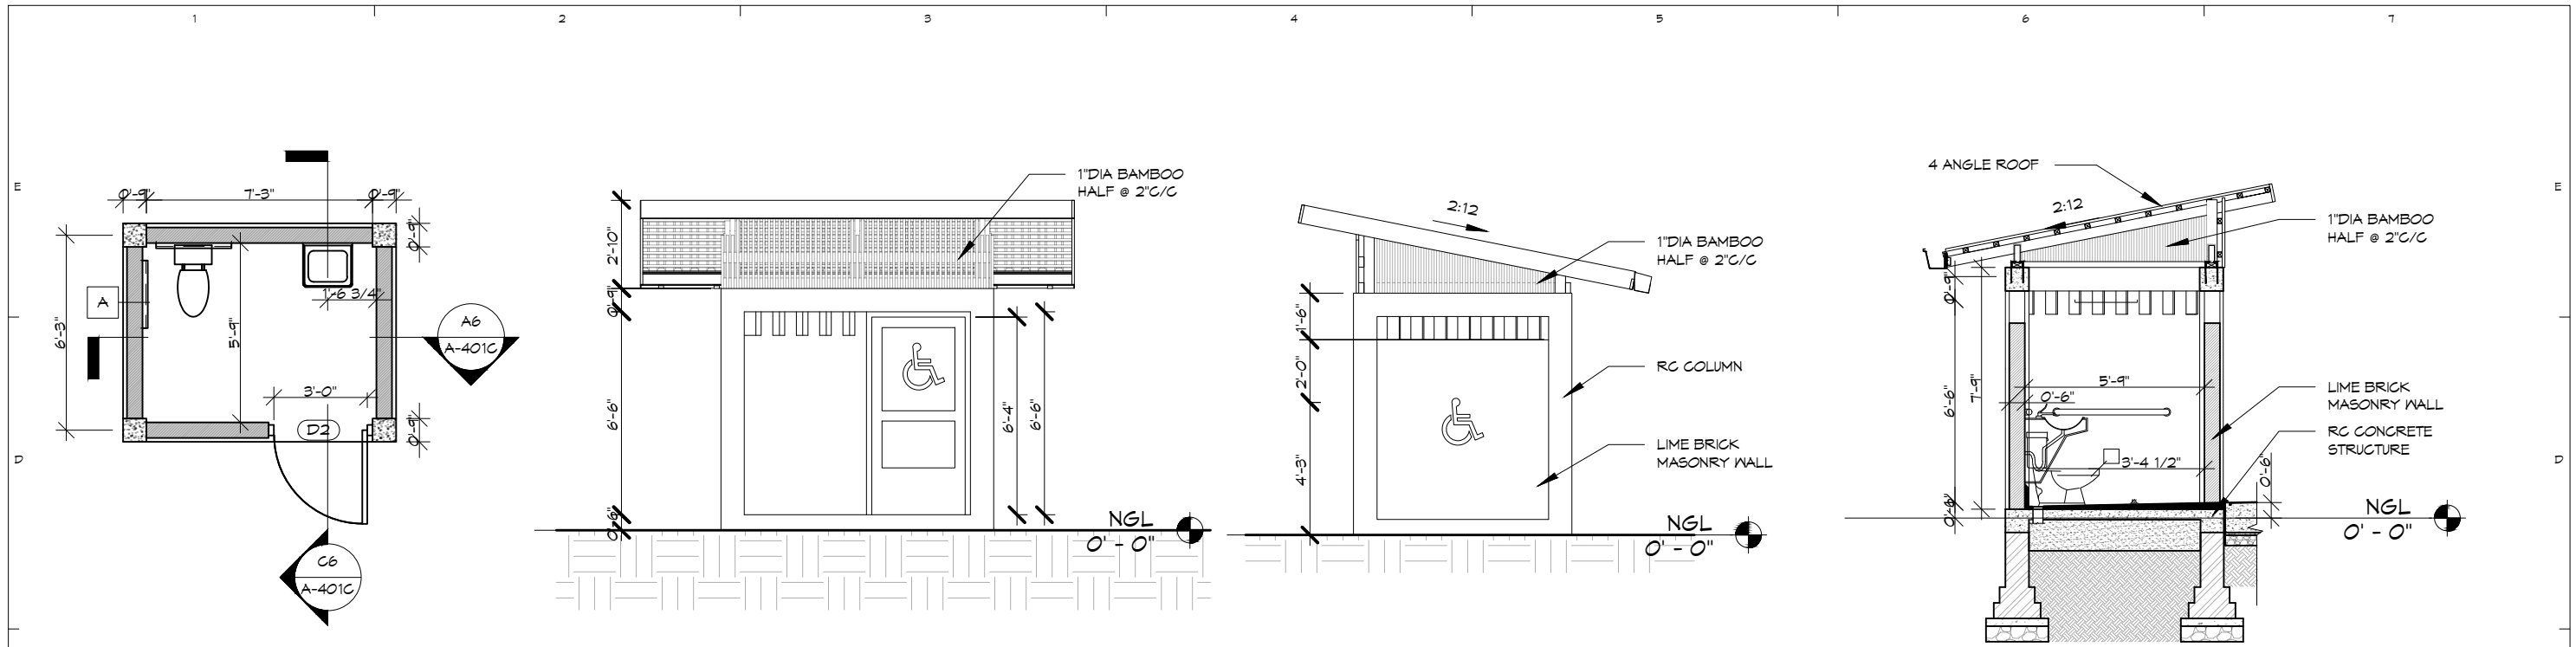 1
2
3
4
5
6
7
E
E
D
D
0'-9"
7'-3"
0'-9"
0'-9"
6'-3"
5'-9"
1'-6 3/4"
A
3'-0"
D2
0'-9"
A6
A-401C
C6
A-401C
1"DIA BAMBOO
HALF @ 2"C/C
2'-10"
0'-9"
6'-6"
0'-6"
6'-4"
6'-6"
NGL
0' - 0"
2:12
1"DIA BAMBOO
HALF @ 2"C/C
1'-6"
2'-0"
4'-3"
RC COLUMN
LIME BRICK
MASONRY WALL
NGL
0' - 0"
4 ANGLE ROOF
2:12
1"DIA BAMBOO
HALF @ 2"C/C
0'-9"
6'-6"
7'-9"
0'-6"
5'-9"
0'-6"
3'-4 1/2"
0'-6"
LIME BRICK
MASONRY WALL
RC CONCRETE
STRUCTURE
NGL
0' - 0"